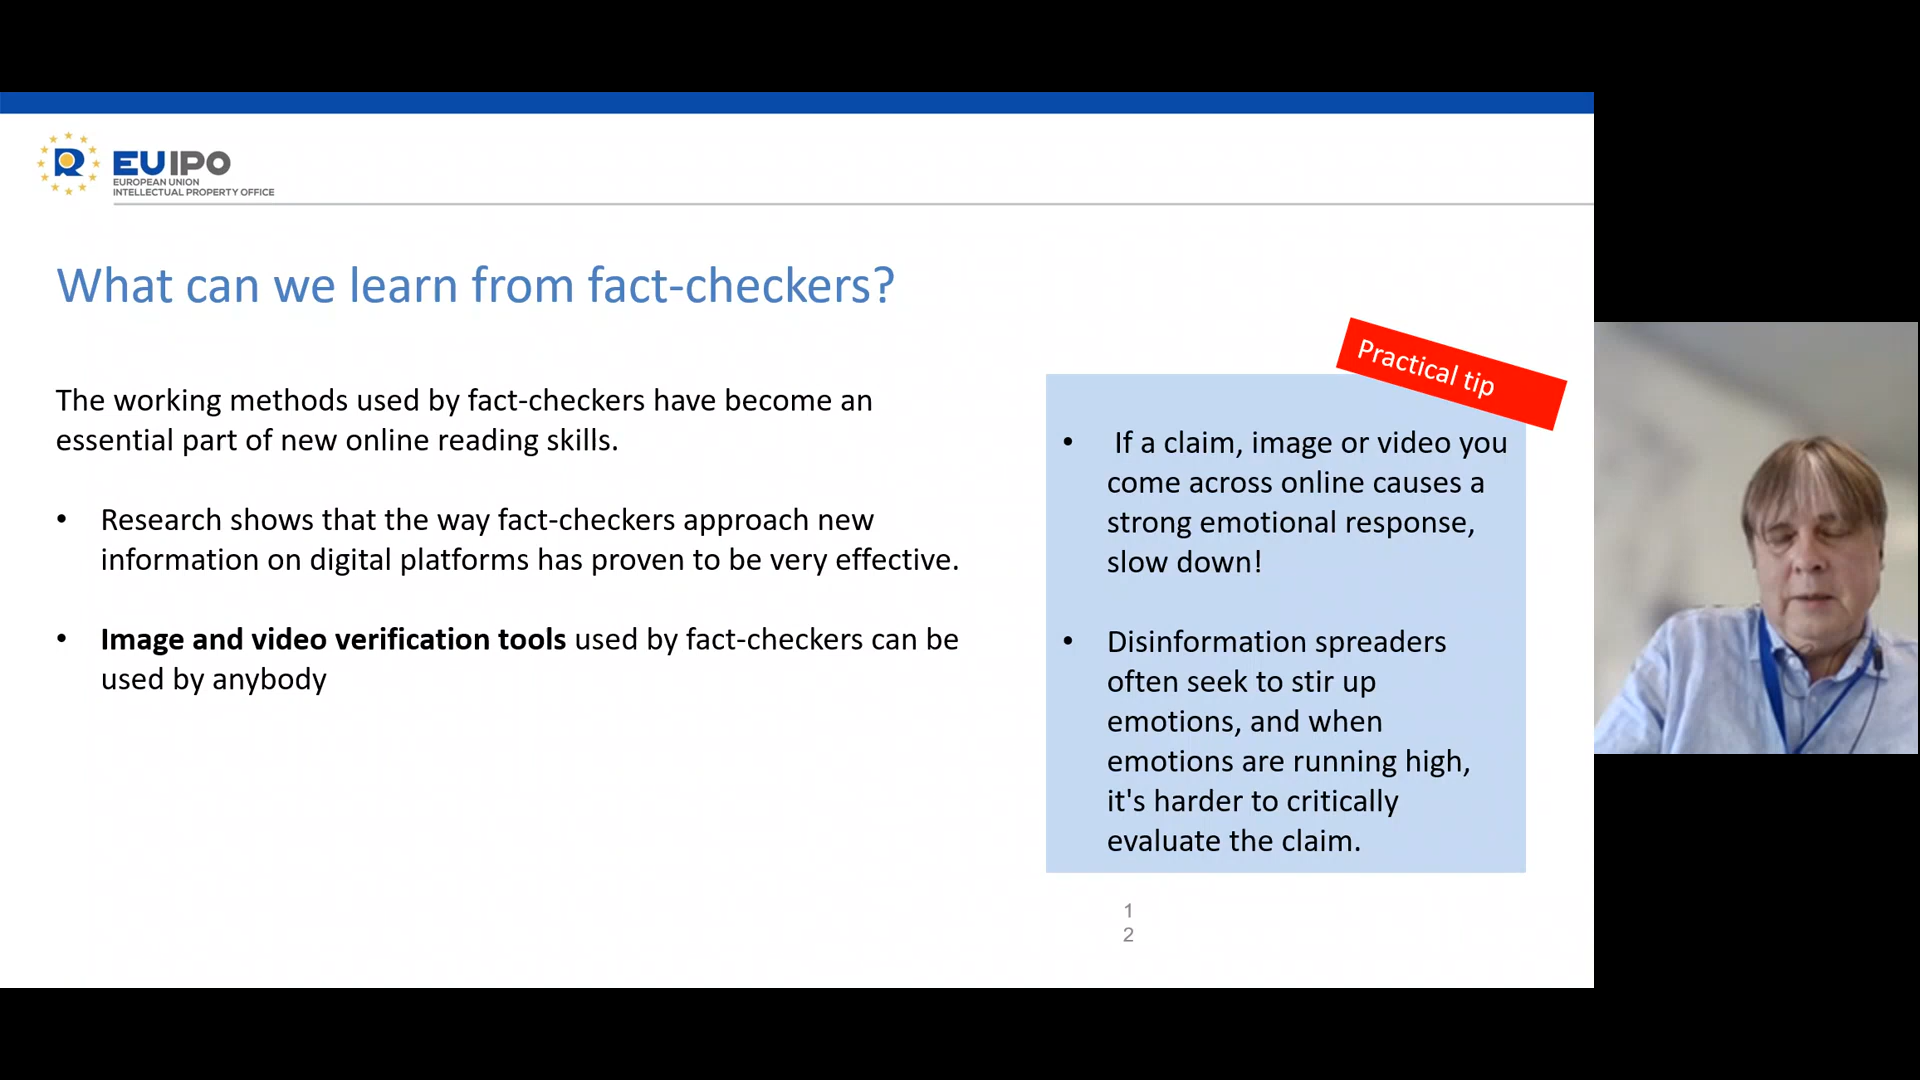 EUIPO
EUROPEAN UNION
INTELLECTUAL PROPERTY OFFICE
What can we learn from fact-checkers?
The working methods used by fact-checkers have become an
essential part of new online reading skills.
• Research shows that the way fact-checkers approach new
information on digital platforms has proven to be very effective.
• Image and video verification tools used by fact-checkers can be
used by anybody
Practical tip
• If a claim, image or video you
come across online causes a
strong emotional response,
slow down!
• Disinformation spreaders
often seek to stir up
emotions, and when
emotions are running high,
it's harder to critically
evaluate the claim.
1
2